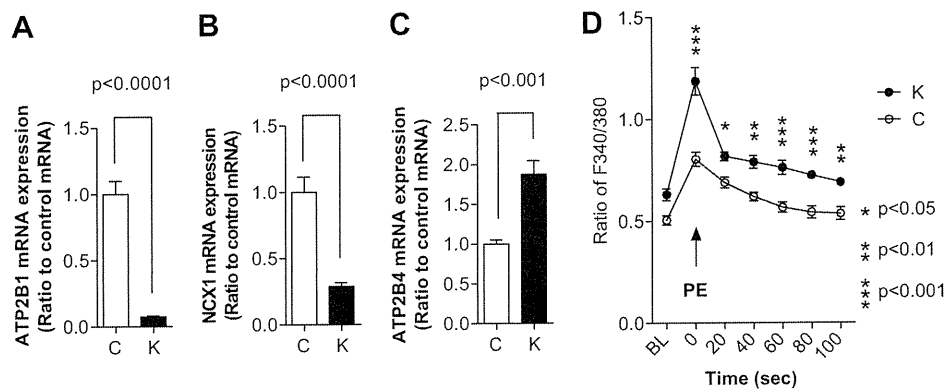 A
p<0.0001
ATP2B1 mRNA expression
(Ratio to control mRNA)
1.5
1.0
0.5
0.0
C K
B
p<0.0001
NCX1 mRNA expression
(Ratio to control mRNA)
1.5
1.0
0.5
0.0
C K
C
p<0.001
ATP2B4 mRNA expression
(Ratio to control mRNA)
2.5
2.0
1.5
1.0
0.5
0.0
C K
D
Ratio of F340/380
1.5
1.0
0.5
0.0
***
*
**
***
***
**
PE
BL 0 20 40 60 80 100
Time (sec)
K
C
* p<0.05
** p<0.01
*** p<0.001